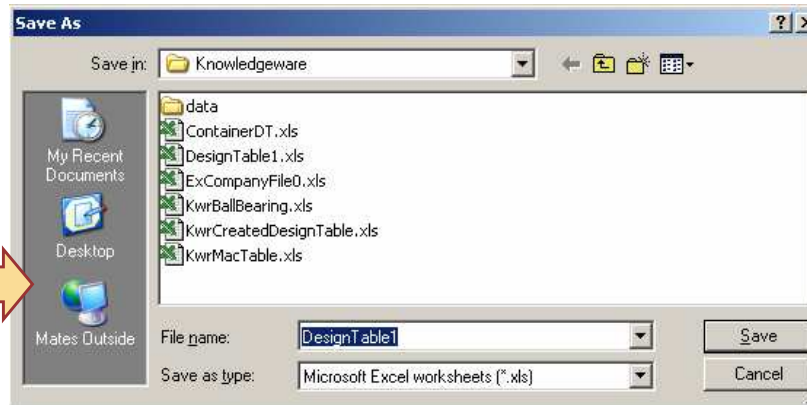 Save As
Save in:
Knowledgeware
My Recent
Documents
Desktop
Mates Outside
data
ContainerDT.xls
DesignTable1.xls
ExCompanyFile0.xls
KwrBallBearing.xls
KwrCreatedDesignTable.xls
KwrMacTable.xls
File name:
DesignTable1
Save
Save as type:
Microsoft Excel worksheets (*.xls)
Cancel